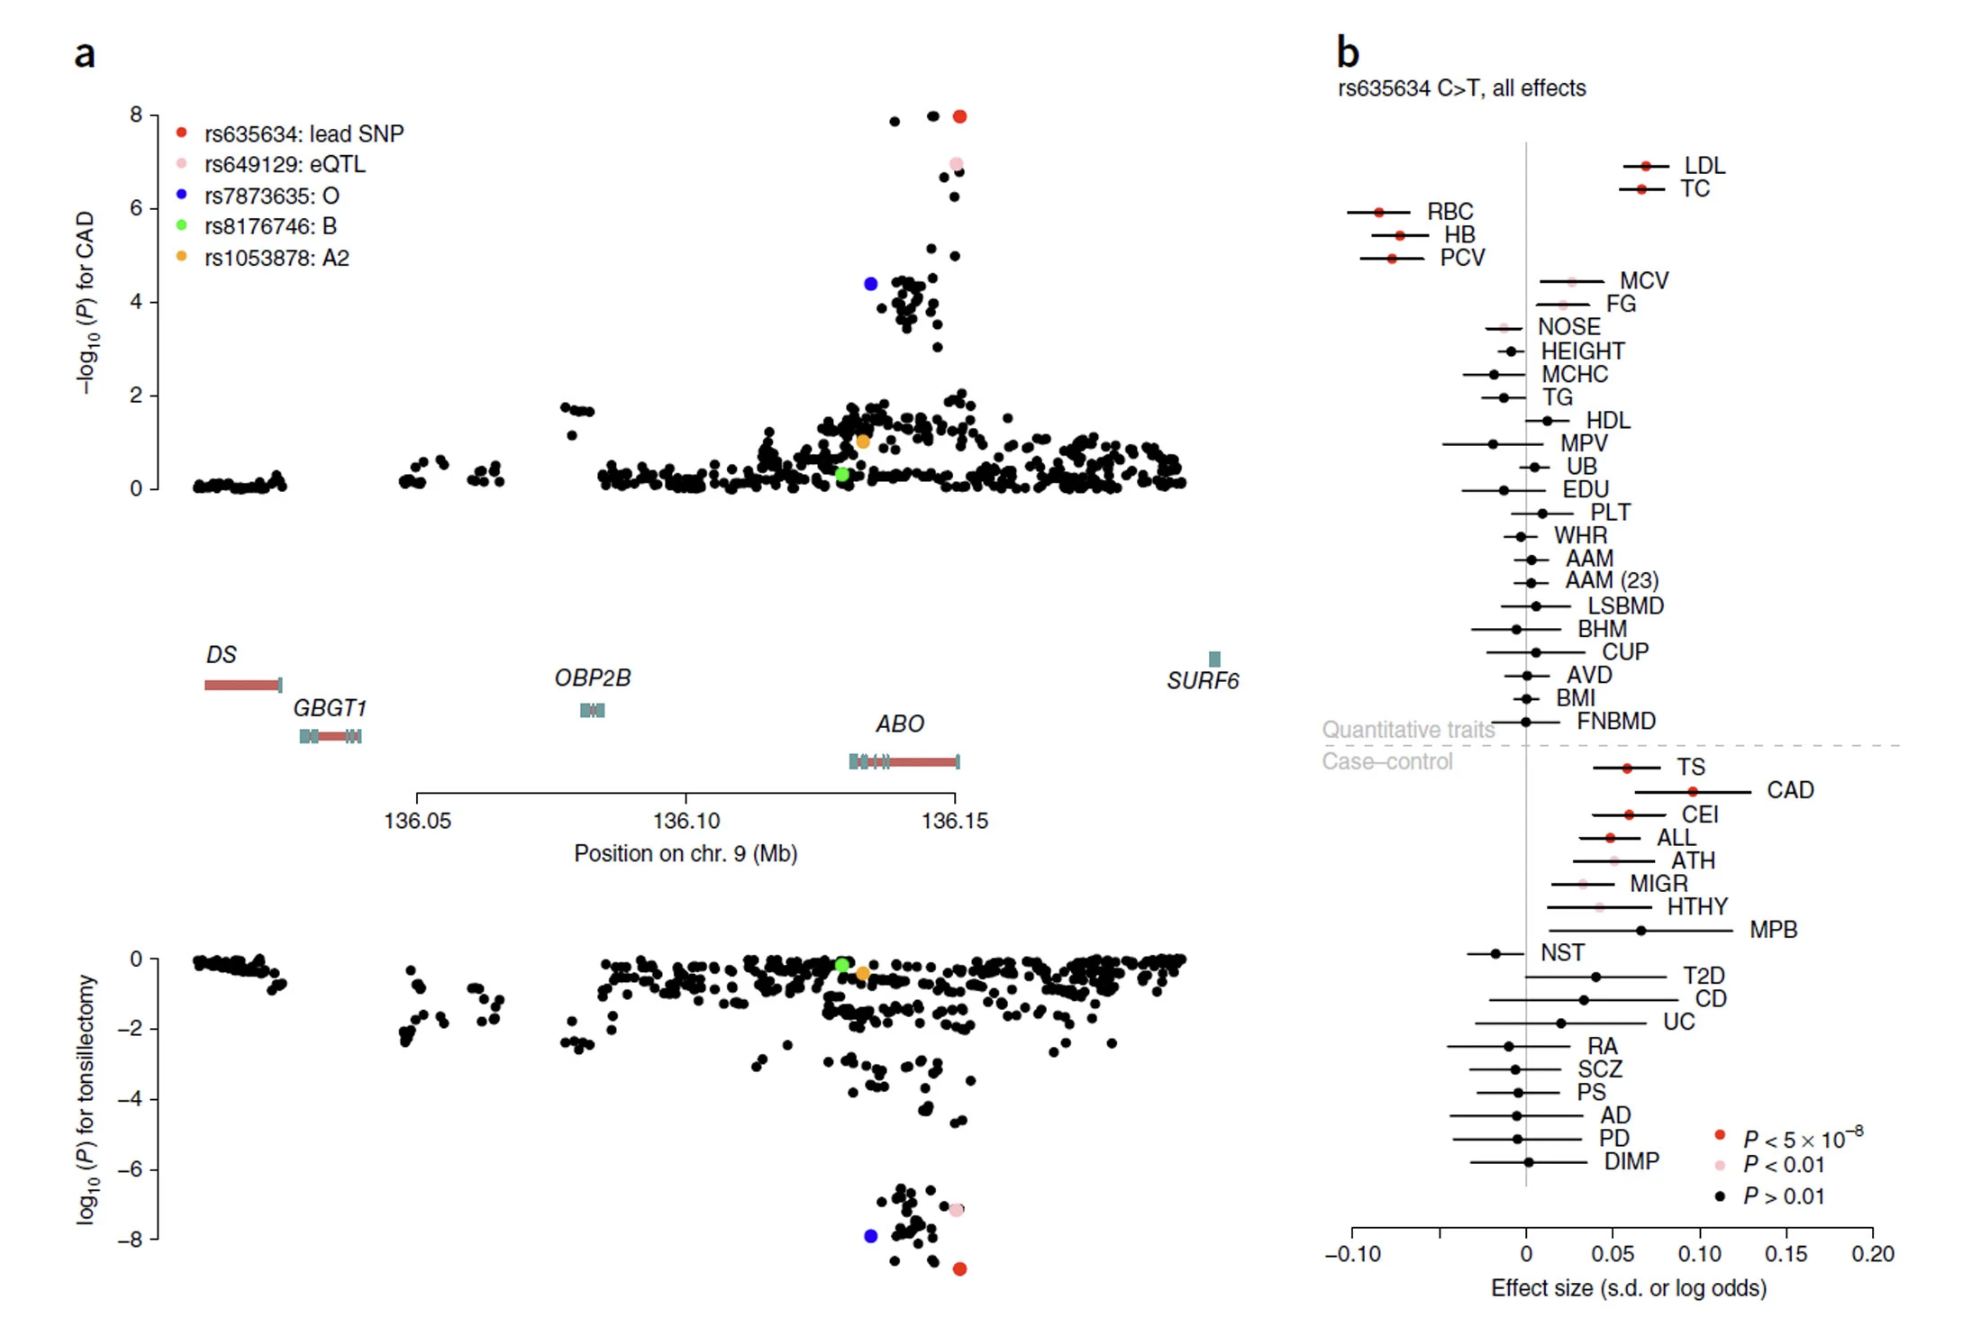 a
8
6
4
2
0
−log10 (P) for CAD
rs635634: lead SNP
rs649129: eQTL
rs7873635: O
rs8176746: B
rs1053878: A2
DS
GBGT1
OBP2B
ABO
SURF6
136.05 136.10 136.15
Position on chr. 9 (Mb)
0
−2
−4
−6
−8
log10 (P) for tonsillectomy
b
rs635634 C>T, all effects
LDL
TC
RBC
HB
PCV
MCV
FG
NOSE
HEIGHT
MCHC
TG
HDL
MPV
UB
EDU
PLT
WHR
AAM
AAM (23)
LSBMD
BHM
CUP
AVD
BMI
FNBMD
Quantitative traits
Case–control
TS
CAD
CEI
ALL
ATH
MIGR
HTHY
MPB
NST
T2D
CD
UC
RA
SCZ
PS
AD
PD
DIMP
P < 5 × 10−8
P < 0.01
P > 0.01
−0.10 0 0.05 0.10 0.15 0.20
Effect size (s.d. or log odds)